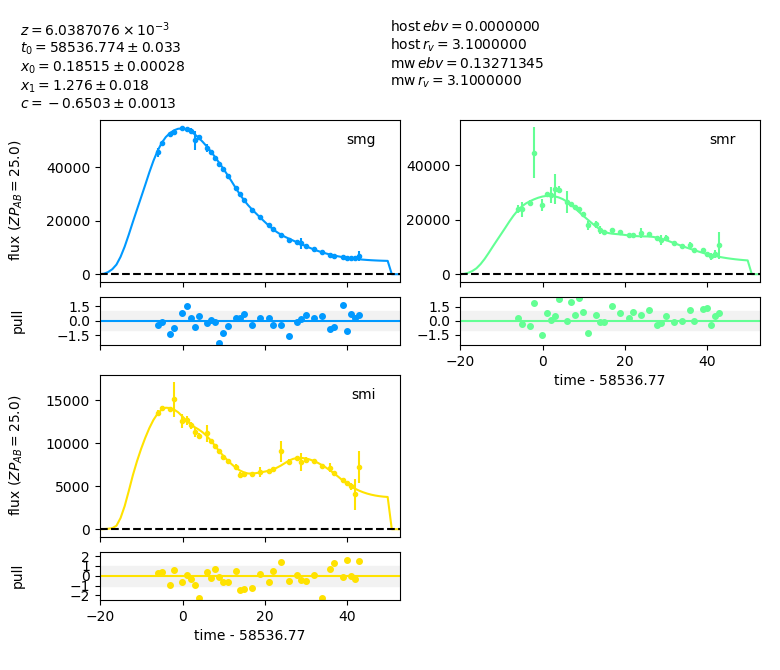 z = 6.0387076 × 10⁻³
t₀ = 58536.774 ± 0.033
x₀ = 0.18515 ± 0.00028
x₁ = 1.276 ± 0.018
c = −0.6503 ± 0.0013
host ebv = 0.0000000
host r_v = 3.1000000
mw ebv = 0.13271345
mw r_v = 3.1000000
smg
flux (ZP_AB = 25.0)
40000
20000
0
smr
40000
20000
0
pull
1.5
0.0
−1.5
1.5
0.0
−1.5
−20
0
20
40
time - 58536.77
smi
flux (ZP_AB = 25.0)
15000
10000
5000
0
pull
2
1
0
−1
−2
−20
0
20
40
time - 58536.77